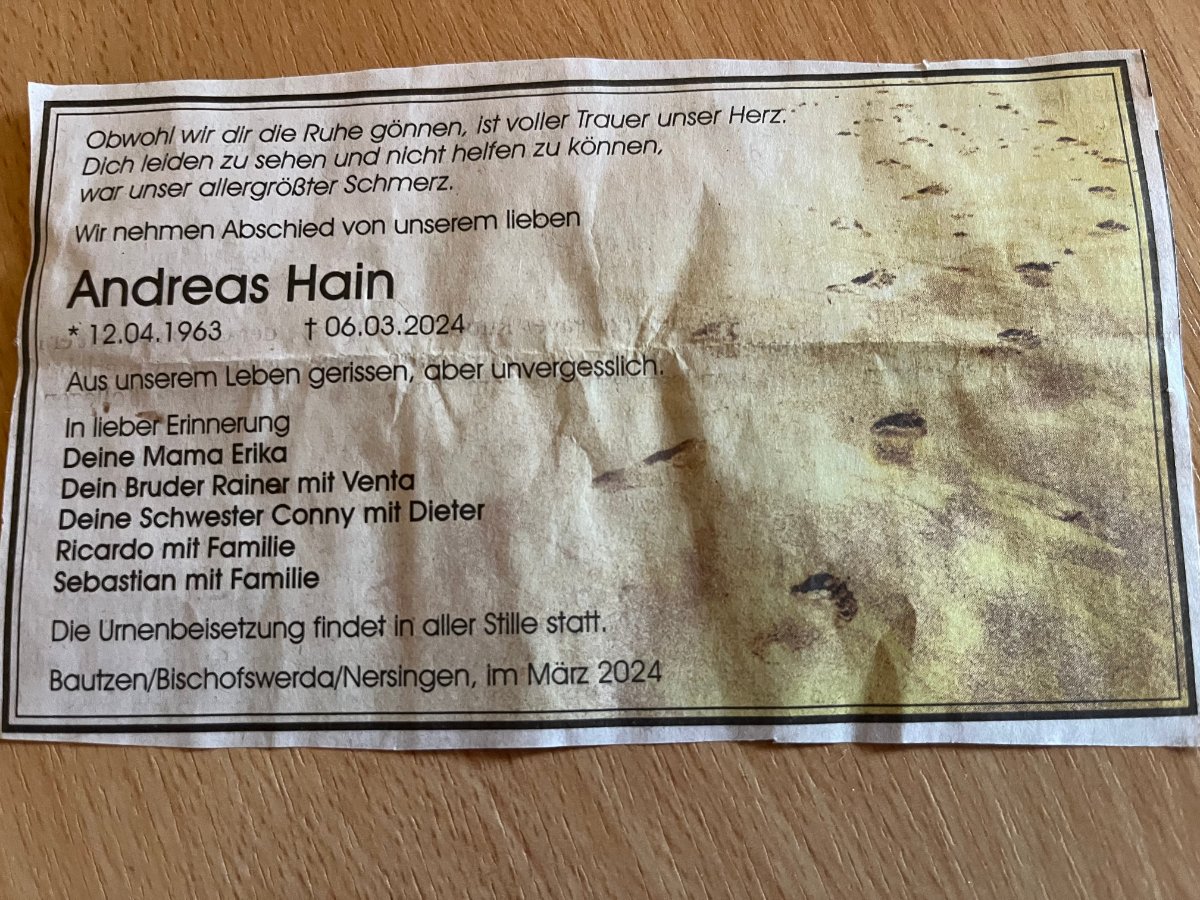 Obwohl wir dir die Ruhe gönnen, ist voller Trauer unser Herz.
Dich leiden zu sehen und nicht helfen zu können,
war unser allergrößter Schmerz.
Wir nehmen Abschied von unserem lieben
Andreas Hain
* 12.04.1963 † 06.03.2024
Aus unserem Leben gerissen, aber unvergesslich.
In lieber Erinnerung
Deine Mama Erika
Dein Bruder Rainer mit Venta
Deine Schwester Conny mit Dieter
Ricardo mit Familie
Sebastian mit Familie
Die Urnenbeisetzung findet in aller Stille statt.
Bautzen/Bischofswerda/Nersingen, im März 2024